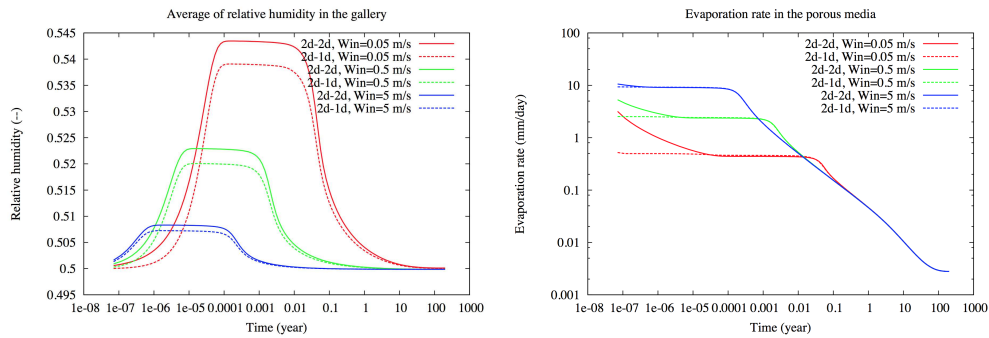 Average of relative humidity in the gallery
0.545
0.54
0.535
0.53
0.525
0.52
0.515
0.51
0.505
0.5
0.495
Relative humidity (--)
2d-2d, Win=0.05 m/s
2d-1d, Win=0.05 m/s
2d-2d, Win=0.5 m/s
2d-1d, Win=0.5 m/s
2d-2d, Win=5 m/s
2d-1d, Win=5 m/s
1e-08 1e-07 1e-06 1e-05 0.0001 0.001 0.01 0.1 1 10 100 1000
Time (year)
Evaporation rate in the porous media
100
10
1
0.1
0.01
0.001
Evaporation rate (mm/day)
2d-2d, Win=0.05 m/s
2d-1d, Win=0.05 m/s
2d-2d, Win=0.5 m/s
2d-1d, Win=0.5 m/s
2d-2d, Win=5 m/s
2d-1d, Win=5 m/s
1e-08 1e-07 1e-06 1e-05 0.0001 0.001 0.01 0.1 1 10 100 1000
Time (year)